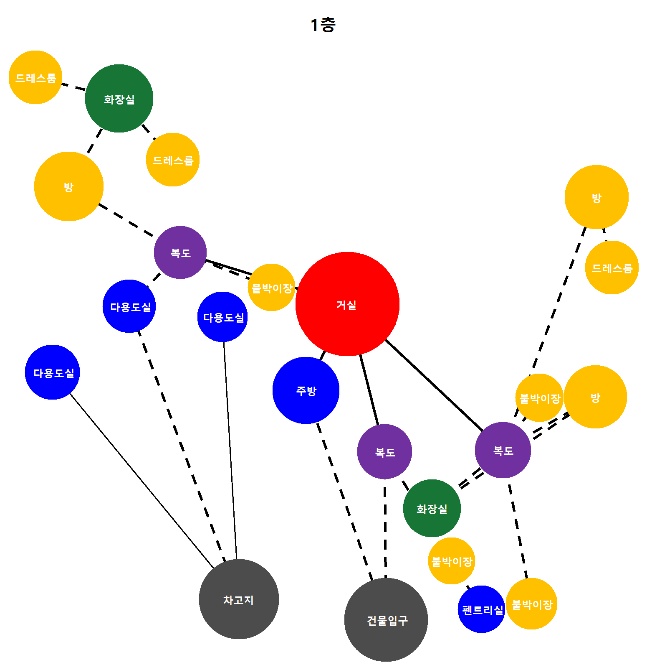 1층
드레스룸
화장실
드레스룸
방
방
복도
드레스룸
붙박이장
다용도실
다용도실
거실
다용도실
주방
붙박이장
방
복도
복도
화장실
붙박이장
차고지
건물입구
펜트리실
붙박이장